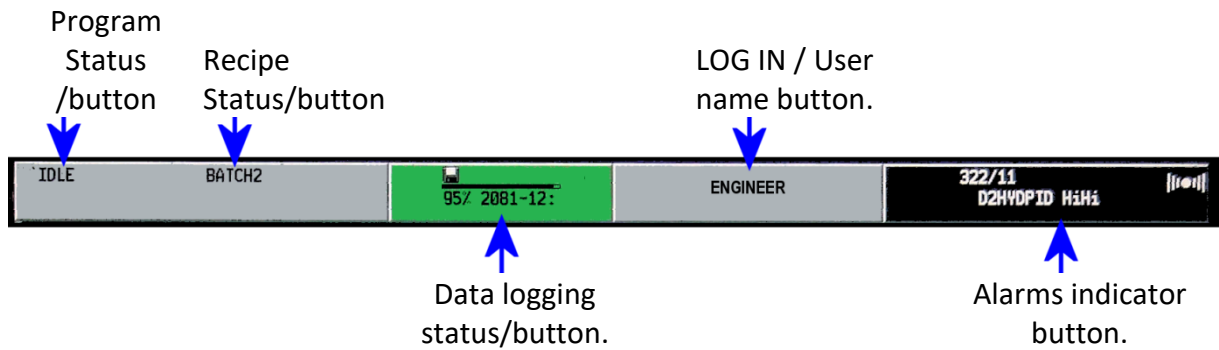 Program
Status
/button
Recipe
Status/button
LOG IN / User
name button.
IDLE
BATCH2
95% 2081-12:
ENGINEER
322/11
D2HYDPID HiHi
Data logging
status/button.
Alarms indicator
button.